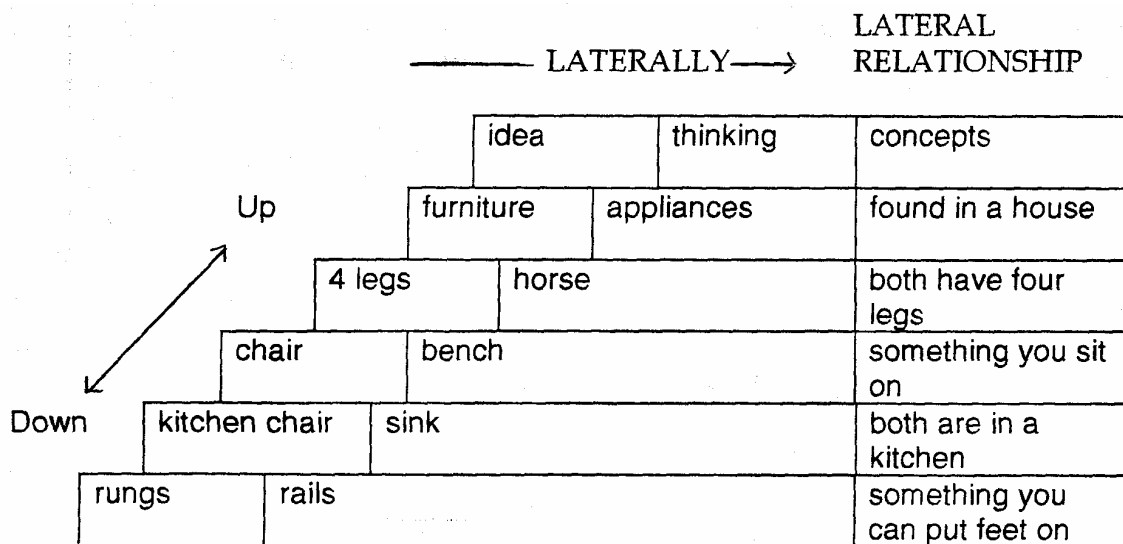 LATERAL
LATERALLY RELATIONSHIP
idea thinking concepts
Up furniture appliances found in a house
4 legs horse both have four
legs
chair bench something you sit
on
Down kitchen chair sink both are in a
kitchen
rungs rails something you
can put feet on